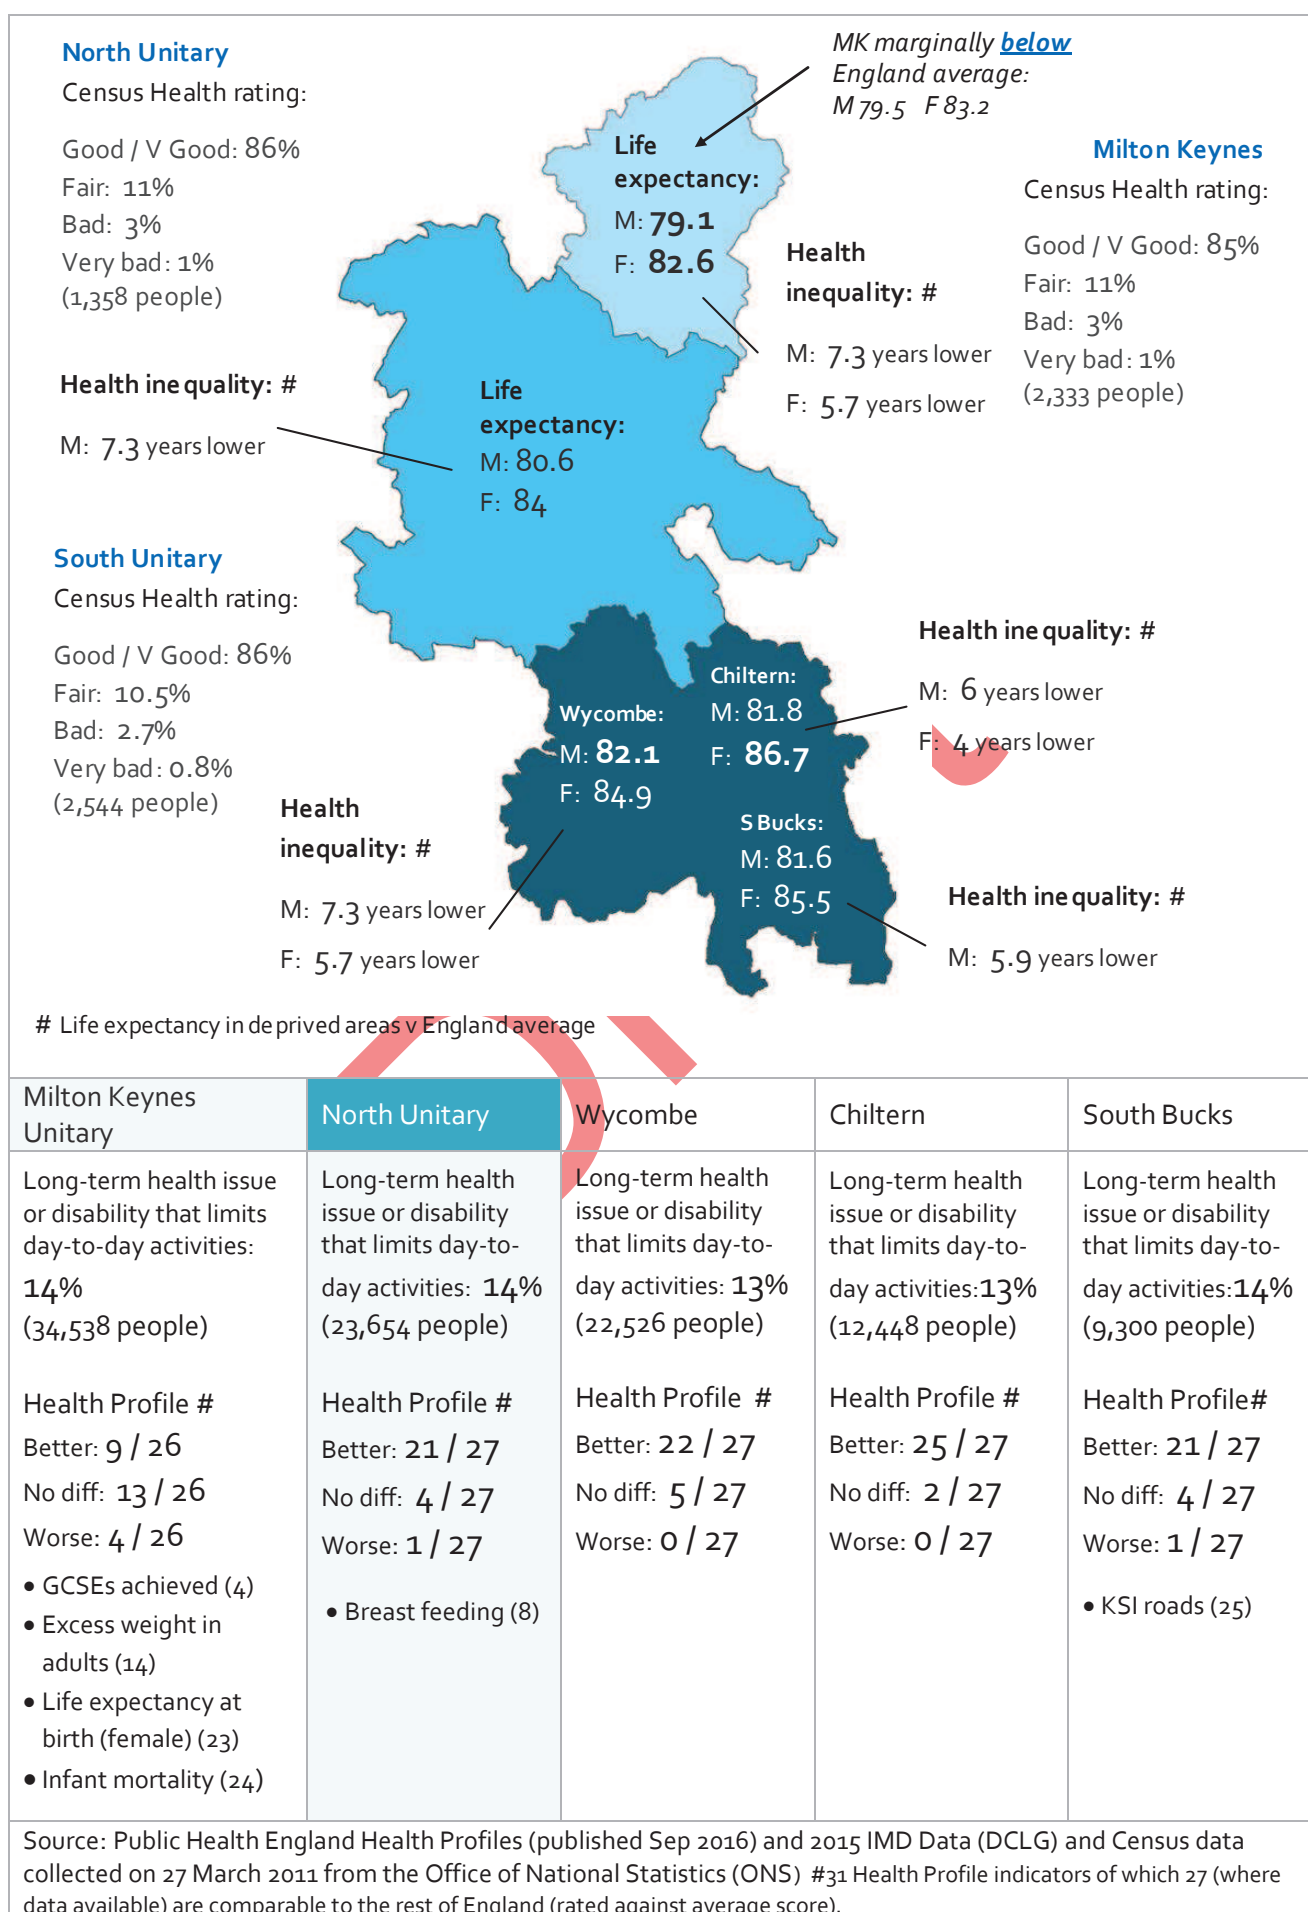 North Unitary
Census Health rating:
Good / V Good: 86%
Fair: 11%
Bad: 3%
Very bad: 1%
(1,358 people)
Health inequality: #
M: 7.3 years lower
MK marginally below
England average:
M 79.5 F 83.2
Life
expectancy:
M: 79.1
F: 82.6
Health
inequality: #
M: 7.3 years lower
F: 5.7 years lower
Milton Keynes
Census Health rating:
Good / V Good: 85%
Fair: 11%
Bad: 3%
Very bad: 1%
(2,333 people)
Life
expectancy:
M: 80.6
F: 84
South Unitary
Census Health rating:
Good / V Good: 86%
Fair: 10.5%
Bad: 2.7%
Very bad: 0.8%
(2,544 people)
Health
inequality: #
M: 7.3 years lower
F: 5.7 years lower
Wycombe:
M: 82.1
F: 84.9
Chiltern:
M: 81.8
F: 86.7
S Bucks:
M: 81.6
F: 85.5
Health inequality: #
M: 6 years lower
F: 4 years lower
Health inequality: #
M: 5.9 years lower
# Life expectancy in deprived areas v England average
Milton Keynes
Unitary
Long-term health issue
or disability that limits
day-to-day activities:
14%
(34,538 people)
Health Profile #
Better: 9 / 26
No diff: 13 / 26
Worse: 4 / 26
• GCSEs achieved (4)
• Excess weight in
adults (14)
• Life expectancy at
birth (female) (23)
• Infant mortality (24)
North Unitary
Long-term health
issue or disability
that limits day-to-
day activities: 14%
(23,654 people)
Health Profile #
Better: 21 / 27
No diff: 4 / 27
Worse: 1 / 27
• Breast feeding (8)
Wycombe
Long-term health
issue or disability
that limits day-to-
day activities: 13%
(22,526 people)
Health Profile #
Better: 22 / 27
No diff: 5 / 27
Worse: 0 / 27
Chiltern
Long-term health
issue or disability
that limits day-to-
day activities:13%
(12,448 people)
Health Profile #
Better: 25 / 27
No diff: 2 / 27
Worse: 0 / 27
South Bucks
Long-term health
issue or disability
that limits day-to-
day activities:14%
(9,300 people)
Health Profile#
Better: 21 / 27
No diff: 4 / 27
Worse: 1 / 27
• KSI roads (25)
Source: Public Health England Health Profiles (published Sep 2016) and 2015 IMD Data (DCLG) and Census data
collected on 27 March 2011 from the Office of National Statistics (ONS) #31 Health Profile indicators of which 27 (where
data available) are comparable to the rest of England (rated against average score).